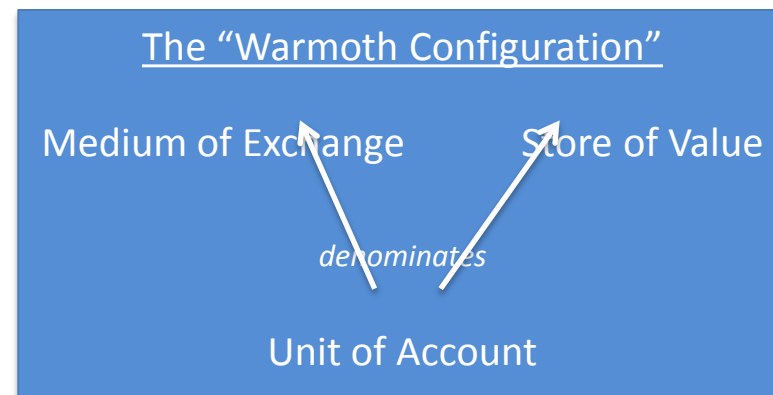 The “Warmoth Configuration”
Medium of Exchange Store of Value
denominates
Unit of Account